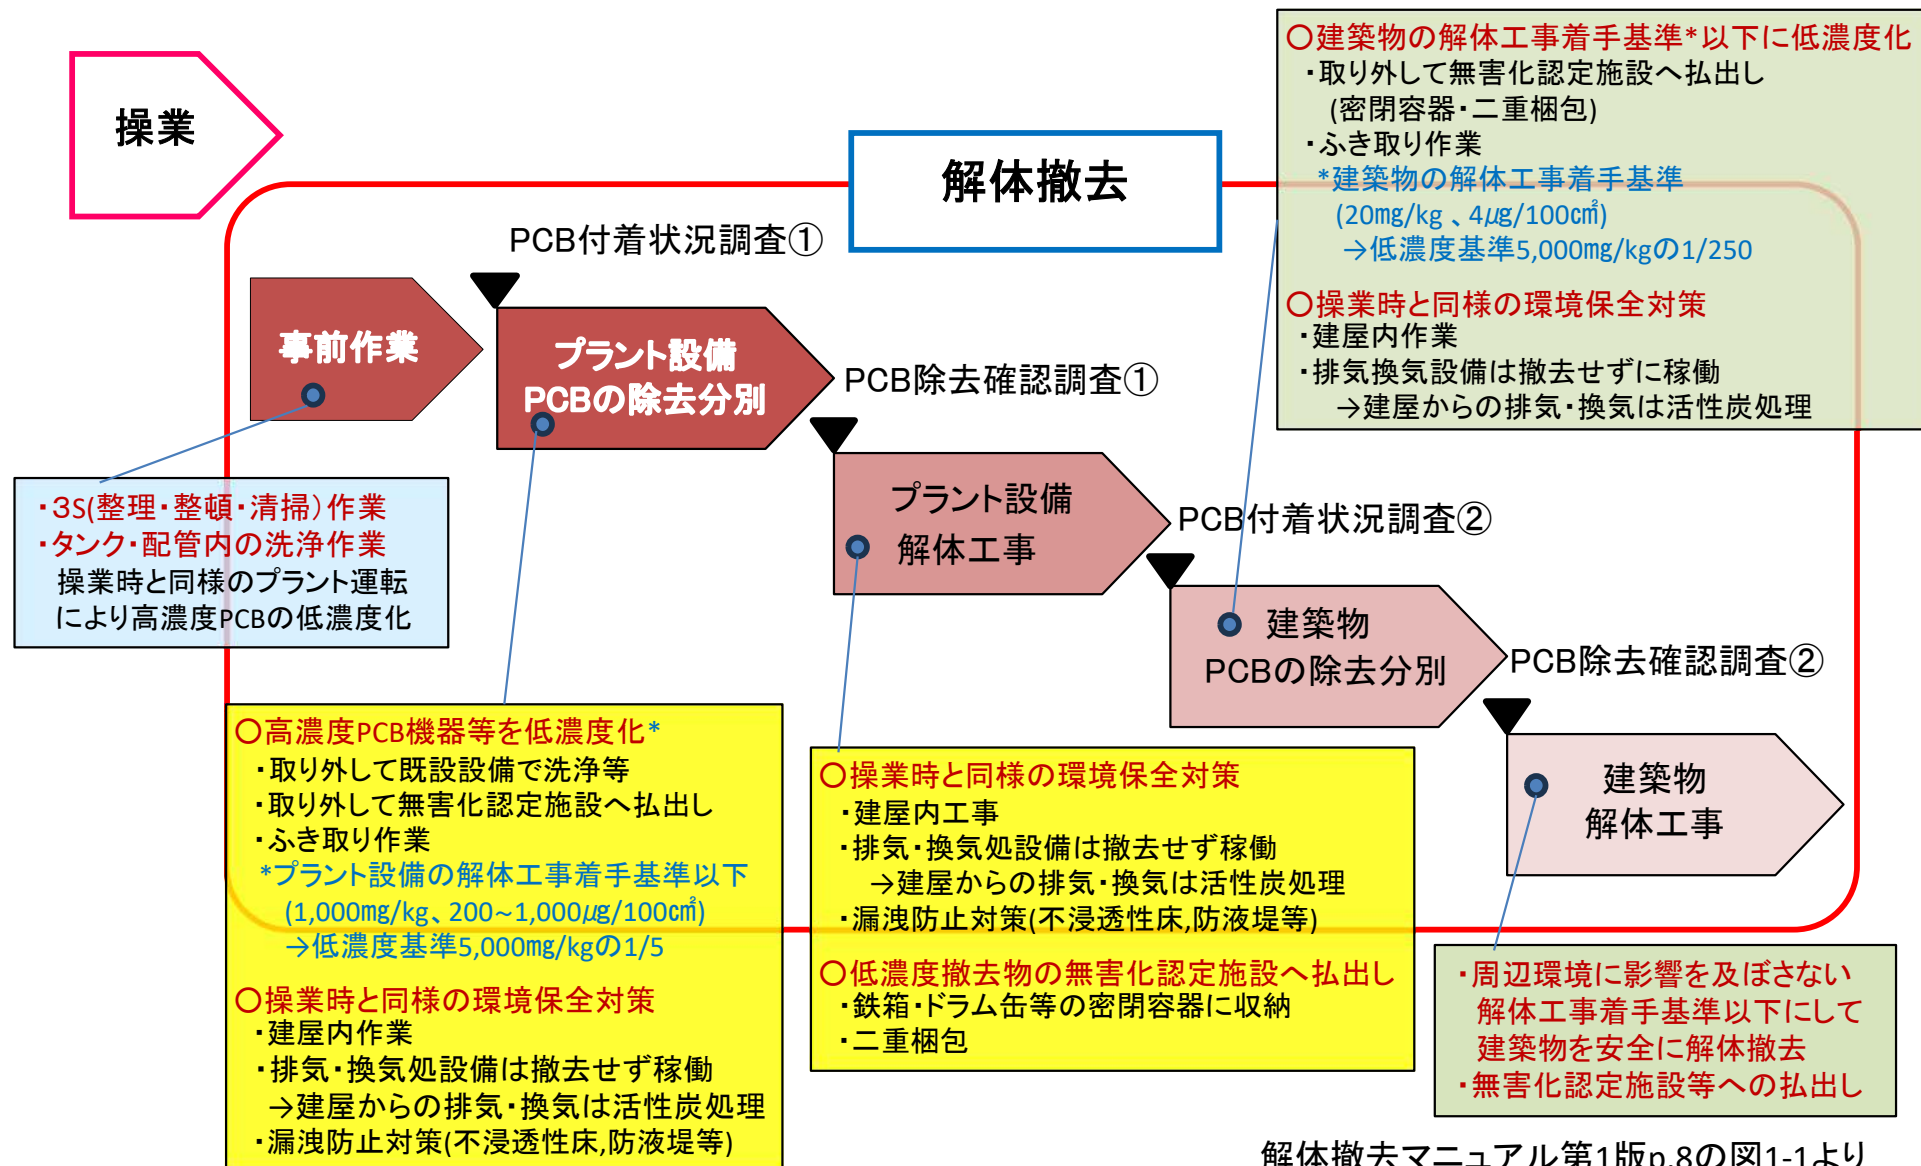 操業
解体撤去
〇建築物の解体工事着手基準*以下に低濃度化
・取り外して無害化認定施設へ払出し
(密閉容器・二重梱包)
・ふき取り作業
*建築物の解体工事着手基準
(20㎎/kg 、4μg/100㎠)
→低濃度基準5,000㎎/kgの1/250
〇操業時と同様の環境保全対策
・建屋内作業
・排気換気設備は撤去せずに稼働
→建屋からの排気・換気は活性炭処理
PCB付着状況調査①
事前作業
プラント設備
PCBの除去分別
PCB除去確認調査①
プラント設備
解体工事
PCB付着状況調査②
建築物
PCBの除去分別
PCB除去確認調査②
建築物
解体工事
・3S(整理・整頓・清掃）作業
・タンク・配管内の洗浄作業
操業時と同様のプラント運転
により高濃度PCBの低濃度化
〇高濃度PCB機器等を低濃度化*
・取り外して既設設備で洗浄等
・取り外して無害化認定施設へ払出し
・ふき取り作業
*プラント設備の解体工事着手基準以下
(1,000㎎/kg、200~1,000μg/100㎠)
→低濃度基準5,000㎎/kgの1/5
〇操業時と同様の環境保全対策
・建屋内作業
・排気・換気処設備は撤去せず稼働
→建屋からの排気・換気は活性炭処理
・漏洩防止対策(不浸透性床,防液堤等)
〇操業時と同様の環境保全対策
・建屋内工事
・排気・換気処設備は撤去せず稼働
→建屋からの排気・換気は活性炭処理
・漏洩防止対策(不浸透性床,防液堤等)
〇低濃度撤去物の無害化認定施設へ払出し
・鉄箱・ドラム缶等の密閉容器に収納
・二重梱包
・周辺環境に影響を及ぼさない
解体工事着手基準以下にして
建築物を安全に解体撤去
・無害化認定施設等への払出し
解体撤去マニュアル第1版p.8の図1-1より